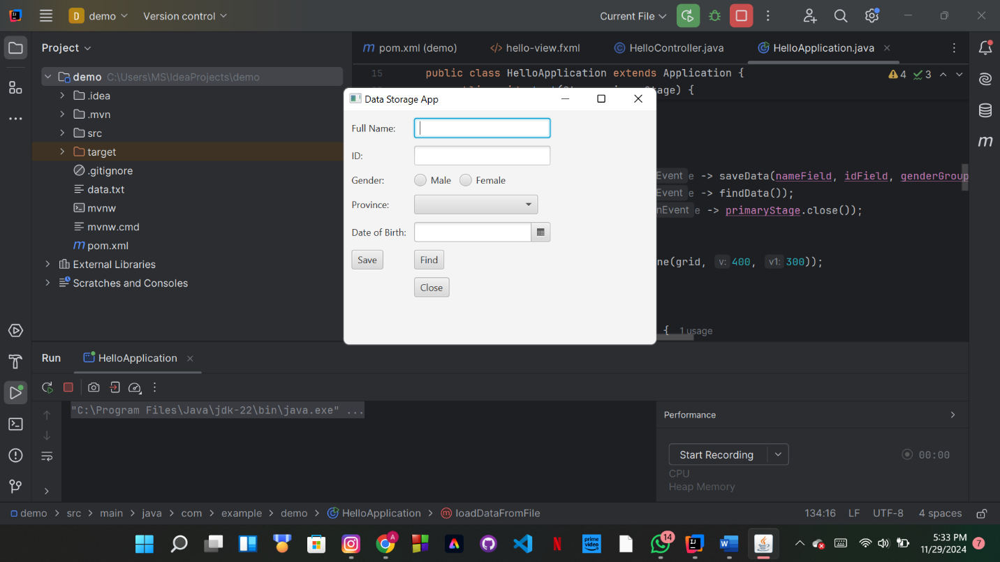 D demo Version control Current File
Project
pom.xml (demo) hello-view.fxml HelloController.java HelloApplication.java
demo C:\Users\MS\IdeaProjects\demo
.idea
.mvn
src
target
.gitignore
data.txt
mvnw
mvnw.cmd
pom.xml
External Libraries
Scratches and Consoles
15 public class HelloApplication extends Application { 4 3
Stage) {
Event e -> saveData(nameField, idField, genderGroup
Event e -> findData());
nEvent e -> primaryStage.close());
ne(grid, v: 400, v1: 300));
{ 1 usage
Data Storage App
Full Name:
ID:
Gender: Male Female
Province:
Date of Birth:
Save Find
Close
Run HelloApplication
"C:\Program Files\Java\jdk-22\bin\java.exe" ...
Performance
Start Recording 00:00
CPU
Heap Memory
demo > src > main > java > com > example > demo > HelloApplication > loadDataFromFile 134:16 LF UTF-8 4 spaces
prime video
14
5:33 PM
11/29/2024
7